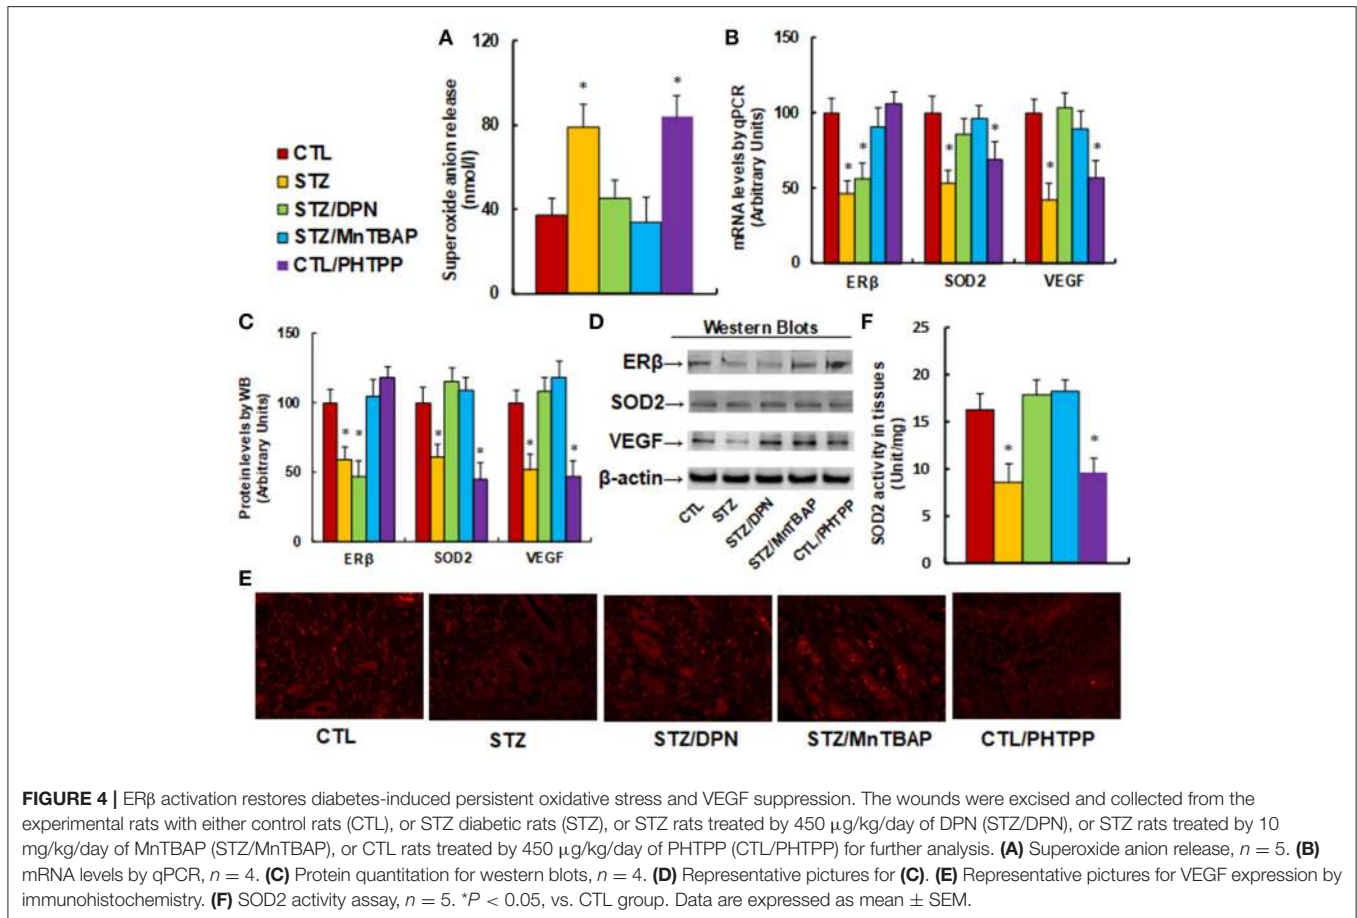 A
Superoxide anion release
(nmol/l)
120
80
40
0
*
*
CTL
STZ
STZ/DPN
STZ/MnTBAP
CTL/PHTPP
B
mRNA levels by qPCR
(Arbitrary Units)
150
100
50
0
* *
*
*
*
*
ERβ
SOD2
VEGF
C
Protein levels by WB
(Arbitrary Units)
150
100
50
0
* *
*
*
*
*
ERβ
SOD2
VEGF
D
Western Blots
ERβ→
SOD2→
VEGF→
β-actin→
CTL
STZ
STZ/DPN
STZ/MnTBAP
CTL/PHTPP
F
SOD2 activity in tissues
(Unit/mg)
25
20
15
10
5
0
*
*
E
CTL
STZ
STZ/DPN
STZ/MnTBAP
CTL/PHTPP
FIGURE 4 | ERβ activation restores diabetes-induced persistent oxidative stress and VEGF suppression. The wounds were excised and collected from the
experimental rats with either control rats (CTL), or STZ diabetic rats (STZ), or STZ rats treated by 450 μg/kg/day of DPN (STZ/DPN), or STZ rats treated by 10
mg/kg/day of MnTBAP (STZ/MnTBAP), or CTL rats treated by 450 μg/kg/day of PHTPP (CTL/PHTPP) for further analysis. (A) Superoxide anion release, n = 5. (B)
mRNA levels by qPCR, n = 4. (C) Protein quantitation for western blots, n = 4. (D) Representative pictures for (C). (E) Representative pictures for VEGF expression by
immunohistochemistry. (F) SOD2 activity assay, n = 5. *P < 0.05, vs. CTL group. Data are expressed as mean ± SEM.